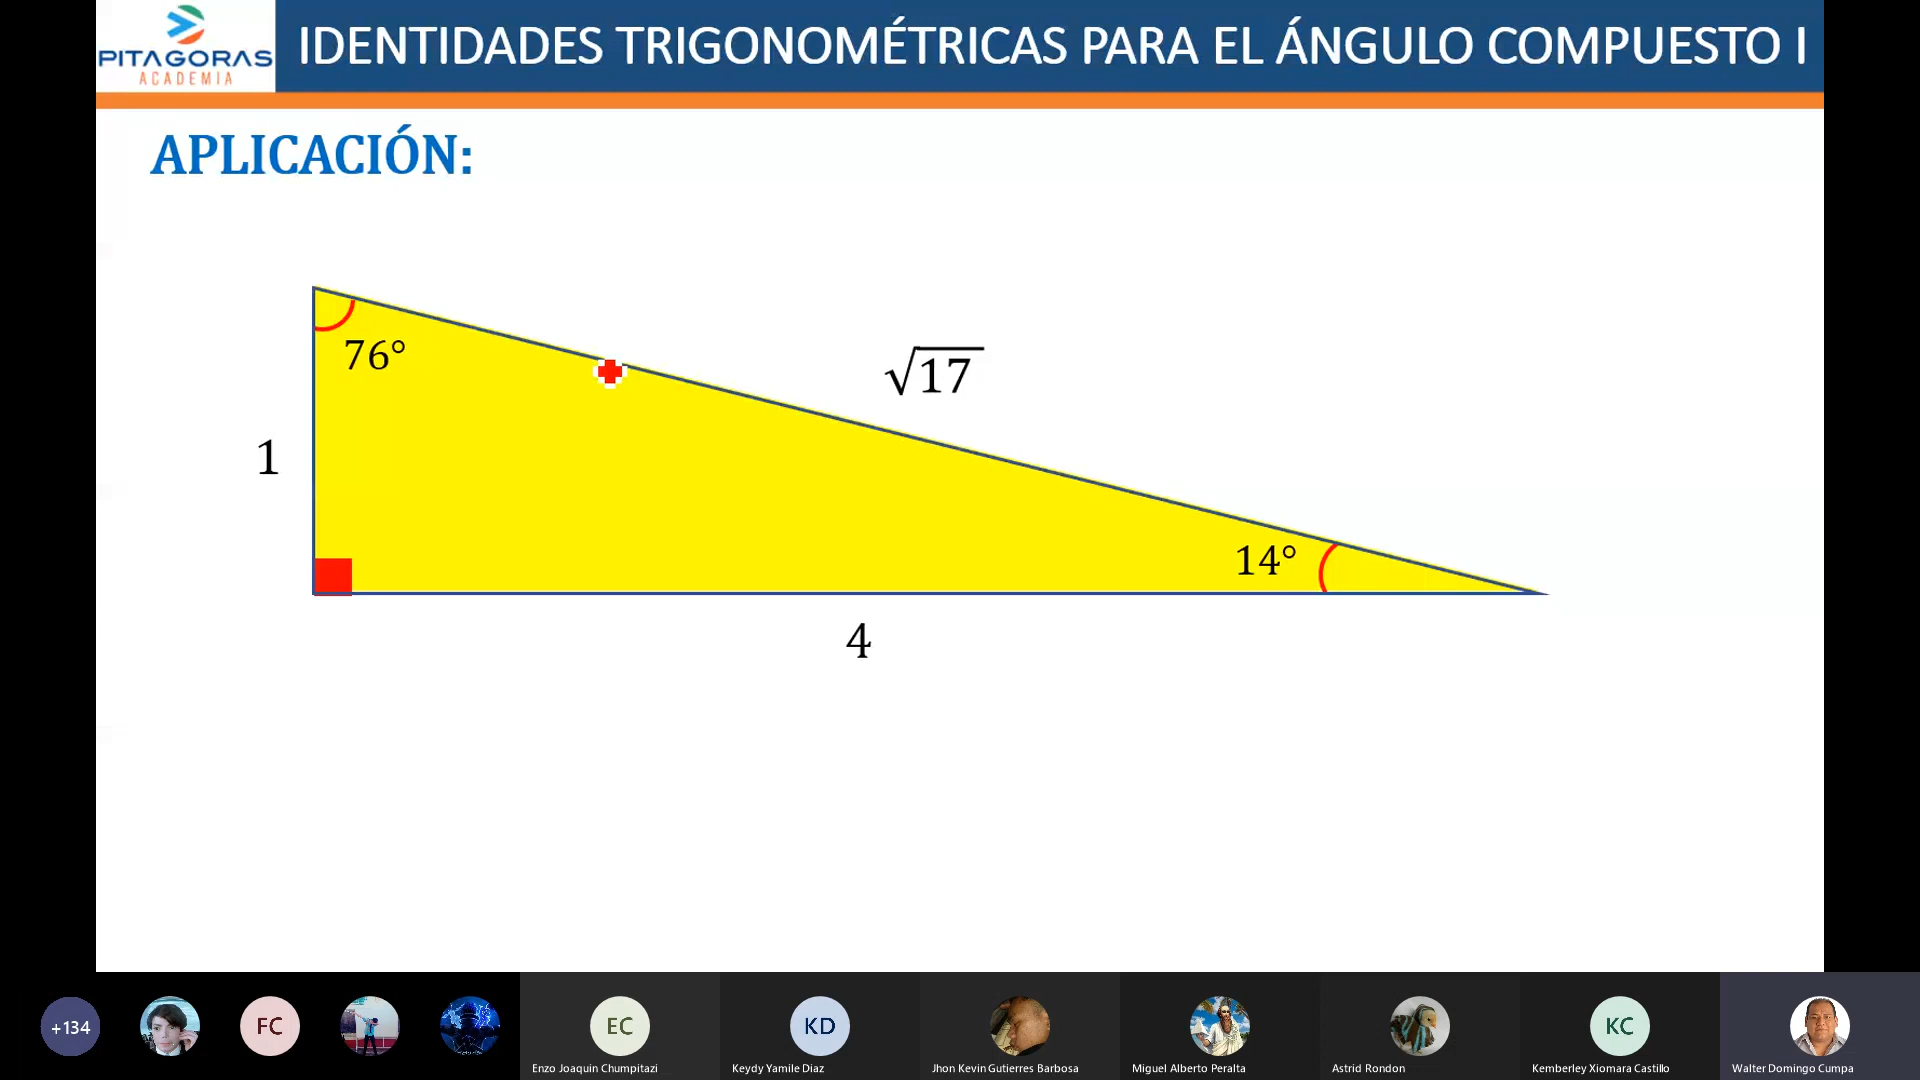 PITAGORAS
ACADEMIA
IDENTIDADES TRIGONOMÉTRICAS PARA EL ÁNGULO COMPUESTO I
APLICACIÓN:
76°
√17
1
14°
4
+134
FC
EC
KD
KC
Enzo Joaquin Chumpitazi
Keydy Yamile Diaz
Jhon Kevin Gutierres Barbosa
Miguel Alberto Peralta
Astrid Rondon
Kemberley Xiomara Castillo
Walter Domingo Cumpa